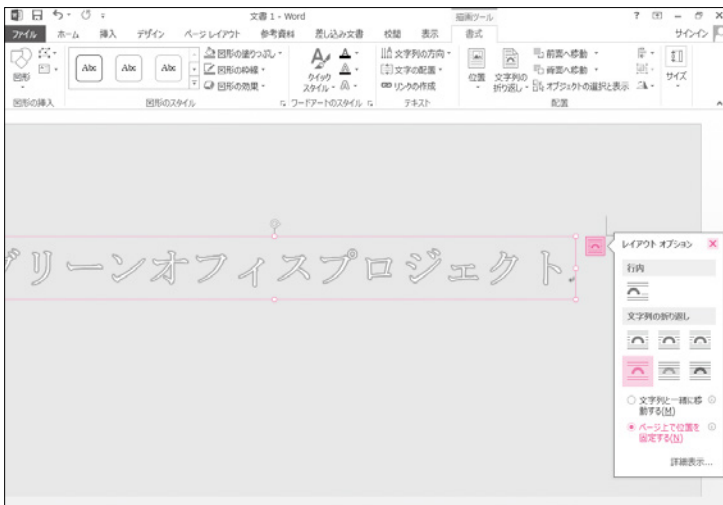 文書 1 - Word
描画ツール
ファイル ホーム 挿入 デザイン ページレイアウト 参考資料 差し込み文書 校閲 表示 書式 サインイン
Abc Abc Abc
図形の塗りつぶし
図形の枠線
図形の効果
図形
クイック
スタイル
文字列の方向
文字の配置
リンクの作成
位置 文字列の
折り返し
前面へ移動
背面へ移動
オブジェクトの選択と表示
サイズ
図形の挿入 図形のスタイル ワードアートのスタイル テキスト 配置
グリーンオフィスプロジェクト
レイアウト オプション
行内
文字列の折り返し
文字列と一緒に移
動する(M)
ページ上で位置を
固定する(N)
詳細表示...